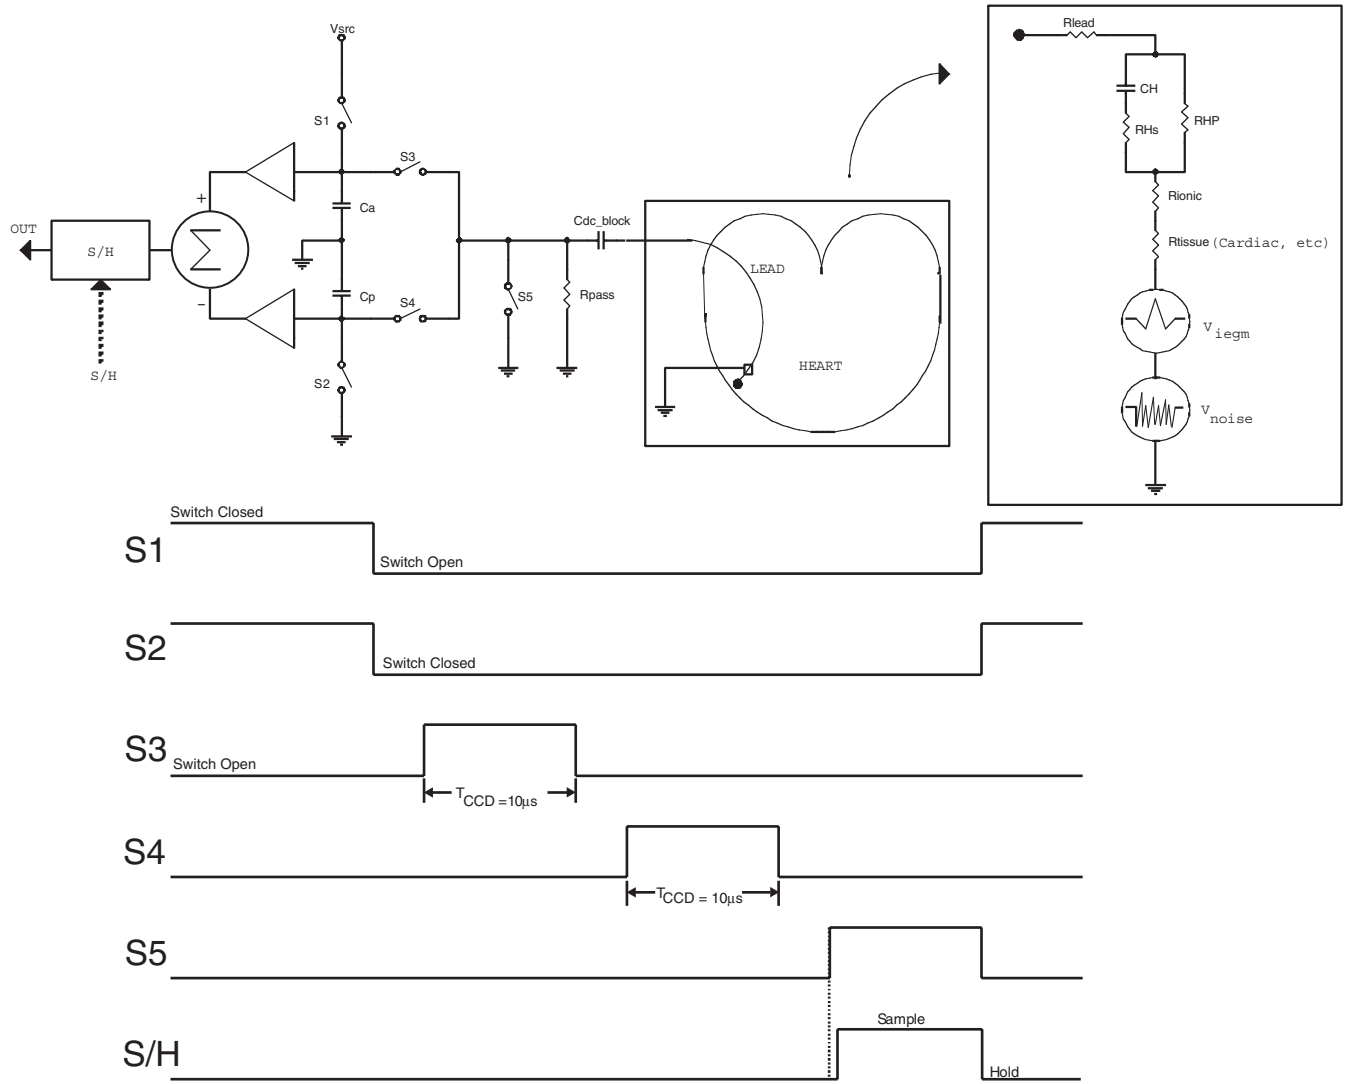 Vsrc
S1
S3
Ca
+
Σ
−
OUT
S/H
S/H
Cp
S4
S2
S5
Rpass
Cdc_block
LEAD
HEART
Rlead
CH
RHs
RHP
Rionic
Rtissue (Cardiac, etc)
Viegm
Vnoise
S1
Switch Closed
Switch Open
S2
Switch Closed
S3
Switch Open
TCCD =10µs
S4
TCCD = 10µs
S5
S/H
Sample
Hold